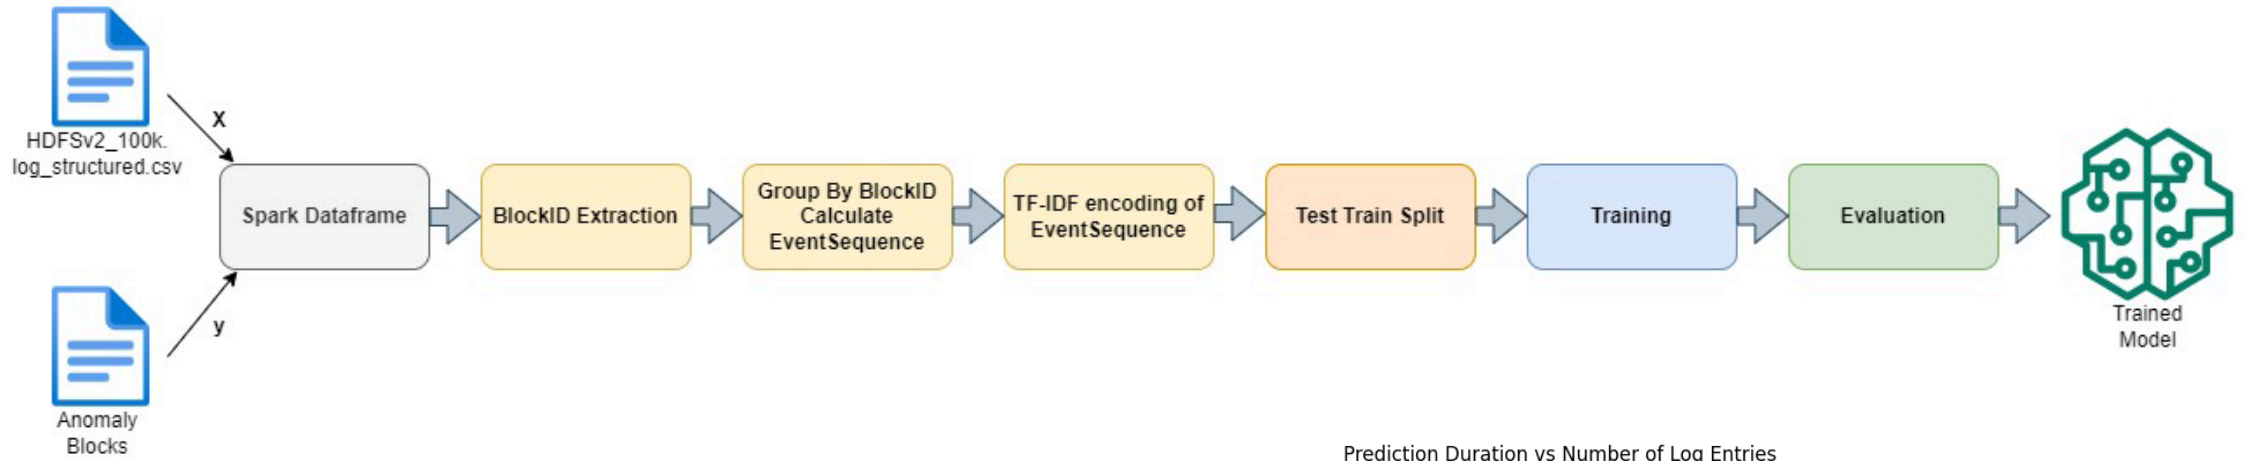 HDFSv2_100k.
log_structured.csv
X
Anomaly
Blocks
y
Spark Dataframe
BlockID Extraction
Group By BlockID
Calculate
EventSequence
TF-IDF encoding of
EventSequence
Test Train Split
Training
Evaluation
Trained
Model
Prediction Duration vs Number of Log Entries